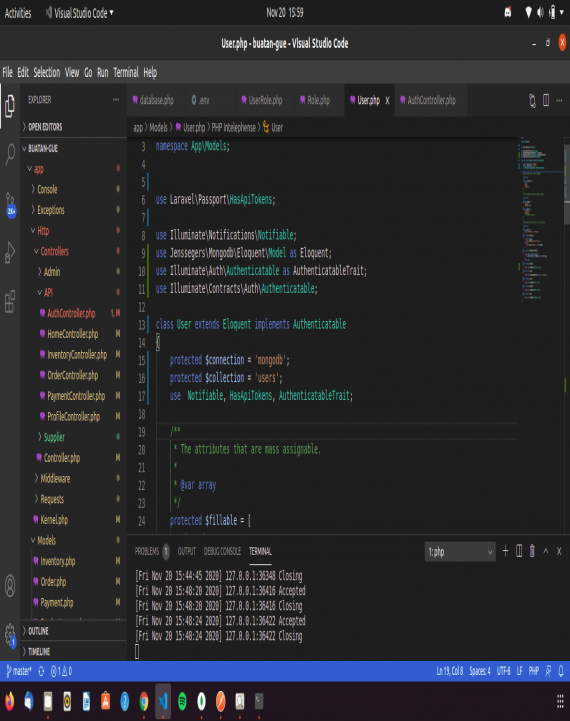 Activities Visual Studio Code Nov 20 15:59
User.php - buatan-gue - Visual Studio Code
File Edit Selection View Go Run Terminal Help
EXPLORER
OPEN EDITORS
BUATAN-GUE
app
Console
Exceptions
Http
Controllers
Admin
API
AuthController.php 1, M
HomeController.php M
InventoryController.php M
OrderController.php M
PaymentController.php M
ProfileController.php M
Supplier
Controller.php M
Middleware
Requests
Kernel.php M
Models
Inventory.php M
Order.php M
Payment.php M
OUTLINE
TIMELINE
database.php .env UserRole.php Role.php User.php X AuthController.php
app > Models > User.php > PHP Intelephense > User
3 namespace App\Models;
4
5
6 use Laravel\Passport\HasApiTokens;
7
8 use Illuminate\Notifications\Notifiable;
9 use Jenssegers\Mongodb\Eloquent\Model as Eloquent;
10 use Illuminate\Auth\Authenticatable as AuthenticatableTrait;
11 use Illuminate\Contracts\Auth\Authenticatable;
12
13 class User extends Eloquent implements Authenticatable
14 {
15 protected $connection = 'mongodb';
16 protected $collection = 'users';
17 use Notifiable, HasApiTokens, AuthenticatableTrait;
18
19 /**
20 * The attributes that are mass assignable.
21 *
22 * @var array
23 */
24 protected $fillable = [
PROBLEMS 1 OUTPUT DEBUG CONSOLE TERMINAL 1: php
[Fri Nov 20 15:44:45 2020] 127.0.0.1:36348 Closing
[Fri Nov 20 15:48:20 2020] 127.0.0.1:36416 Accepted
[Fri Nov 20 15:48:20 2020] 127.0.0.1:36416 Closing
[Fri Nov 20 15:48:24 2020] 127.0.0.1:36422 Accepted
[Fri Nov 20 15:48:24 2020] 127.0.0.1:36422 Closing
master* 1 0 Ln 19, Col 8 Spaces: 4 UTF-8 LF PHP